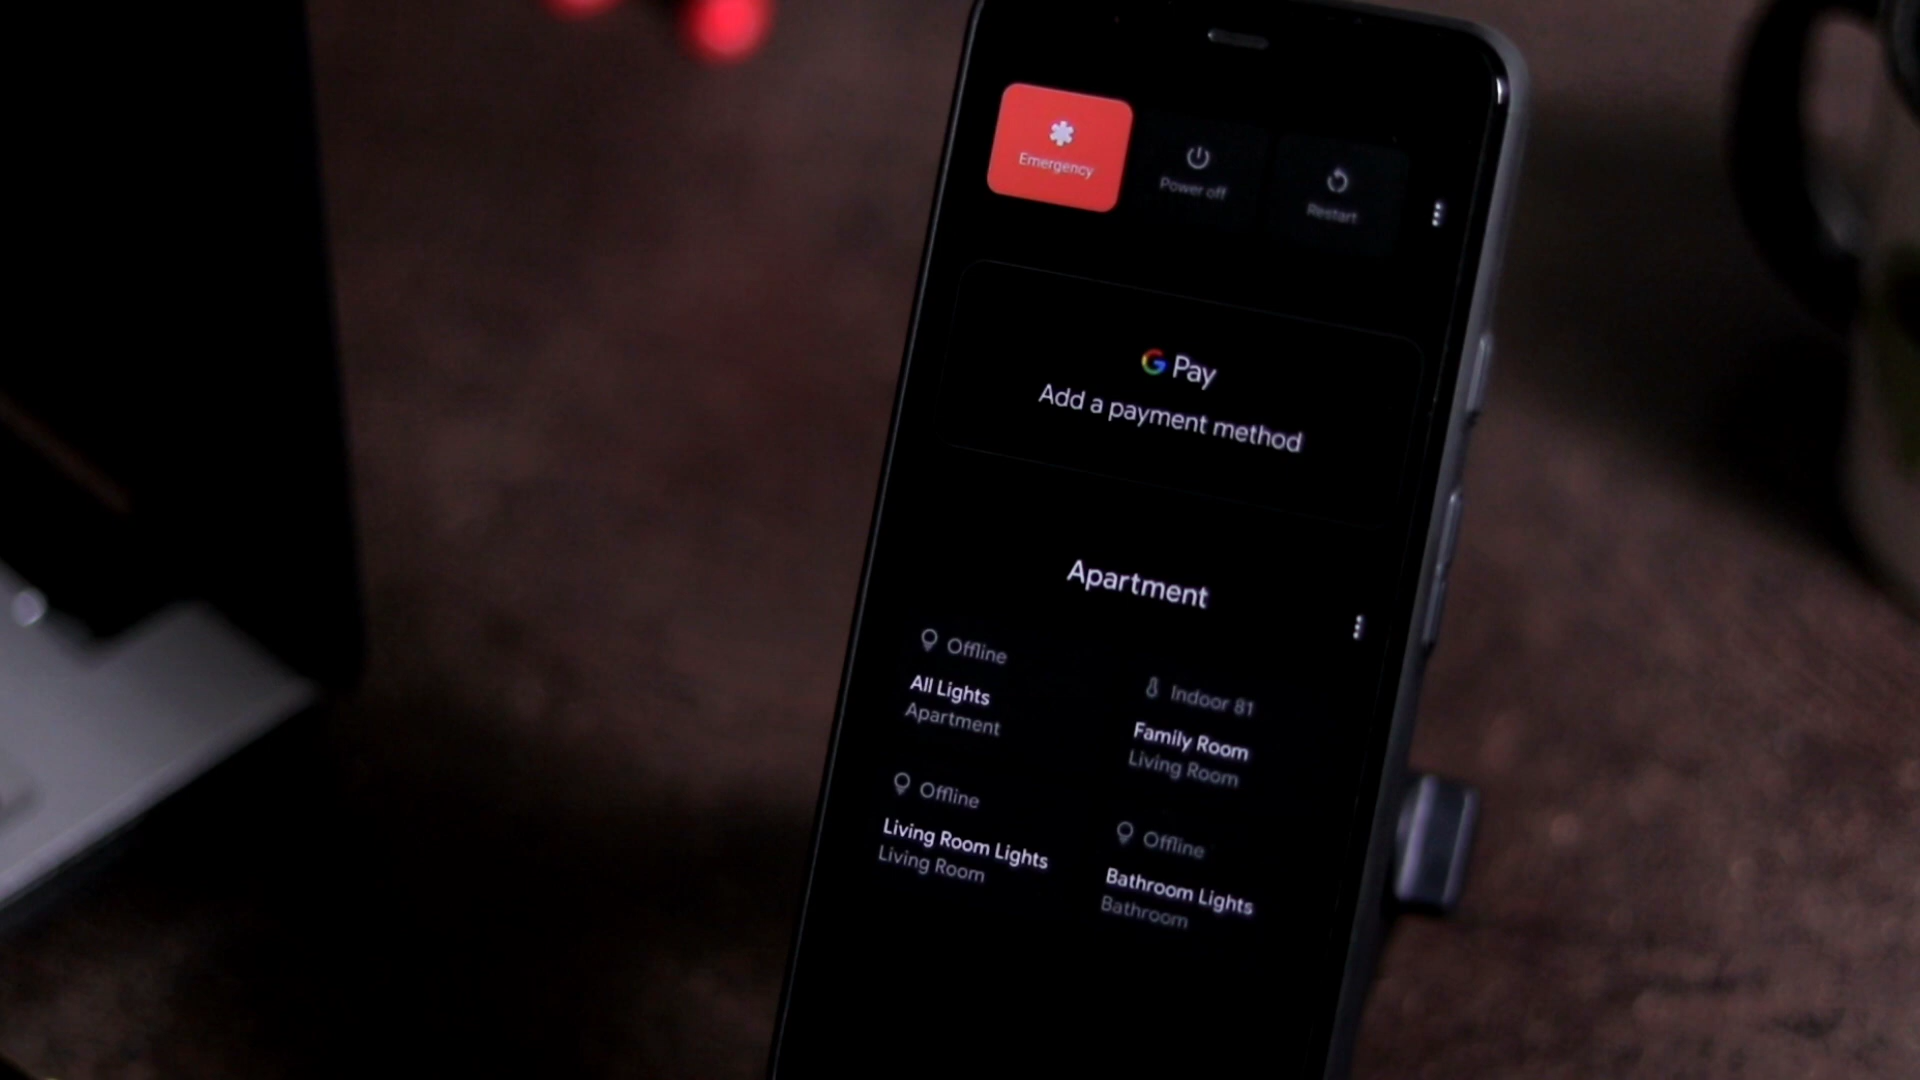 Emergency
Power off
Restart
G Pay
Add a payment method
Apartment
Offline
All Lights
Apartment
Indoor 81
Family Room
Living Room
Offline
Living Room Lights
Living Room
Offline
Bathroom Lights
Bathroom